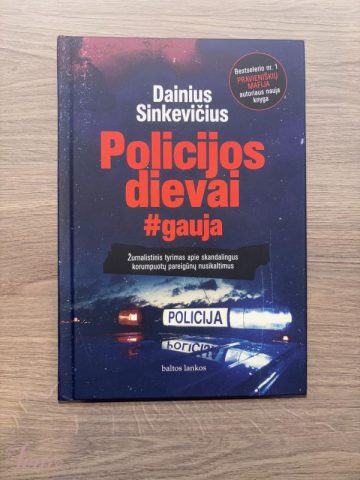 Dainius
Sinkevičius
Bestselerio nr. 1
PRAVIENIŠKIŲ
MAFIJA
autoriaus nauja
knyga
Policijos
dievai
#gauja
Žurnalistinis tyrimas apie skandalingus
korumpuotų pareigūnų nusikaltimus
POLICIJA
POLICIJA
baltos lankos